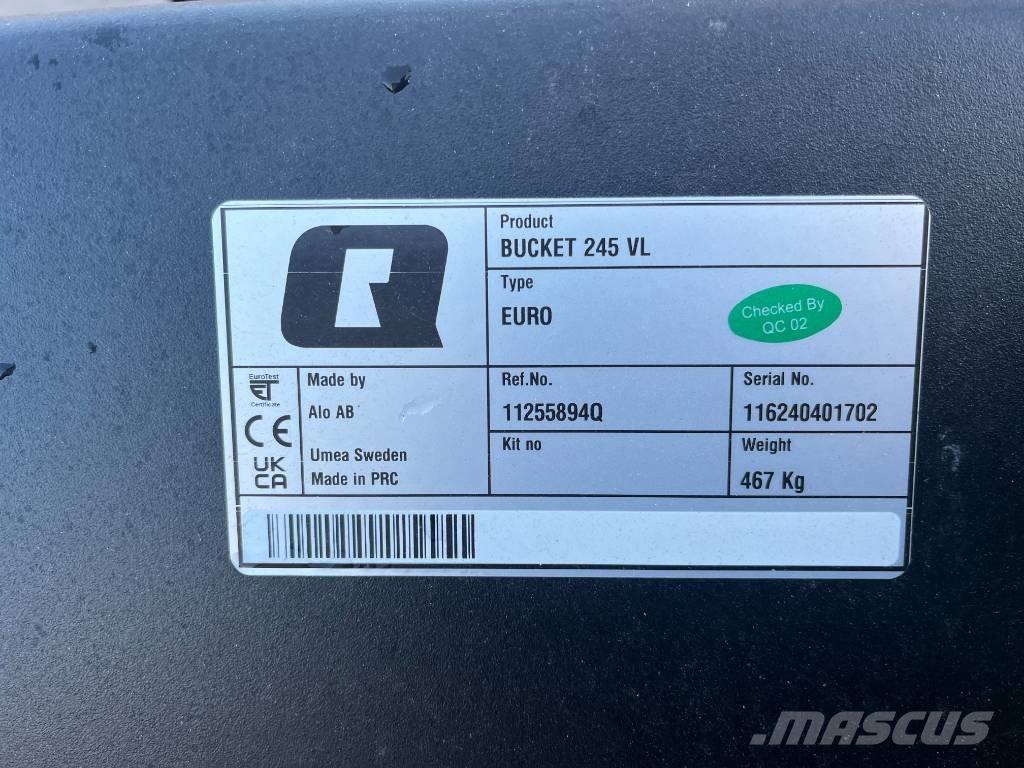 Product
BUCKET 245 VL
Type
EURO
Checked By
QC 02
EuroTest
ET
Certificate
CE
UK
CA
Made by
Alo AB
Umea Sweden
Made in PRC
Ref.No.
11255894Q
Serial No.
116240401702
Kit no
Weight
467 Kg
MASCUS